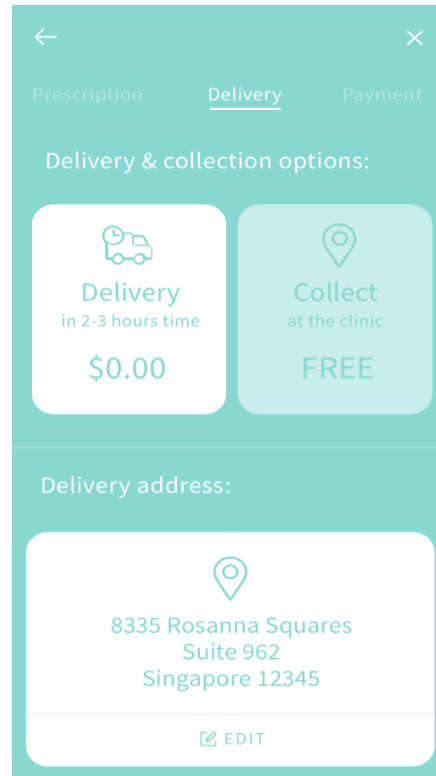 Prescription Delivery Payment
Delivery & collection options:
Delivery
in 2-3 hours time
$0.00
Collect
at the clinic
FREE
Delivery address:
8335 Rosanna Squares
Suite 962
Singapore 12345
EDIT